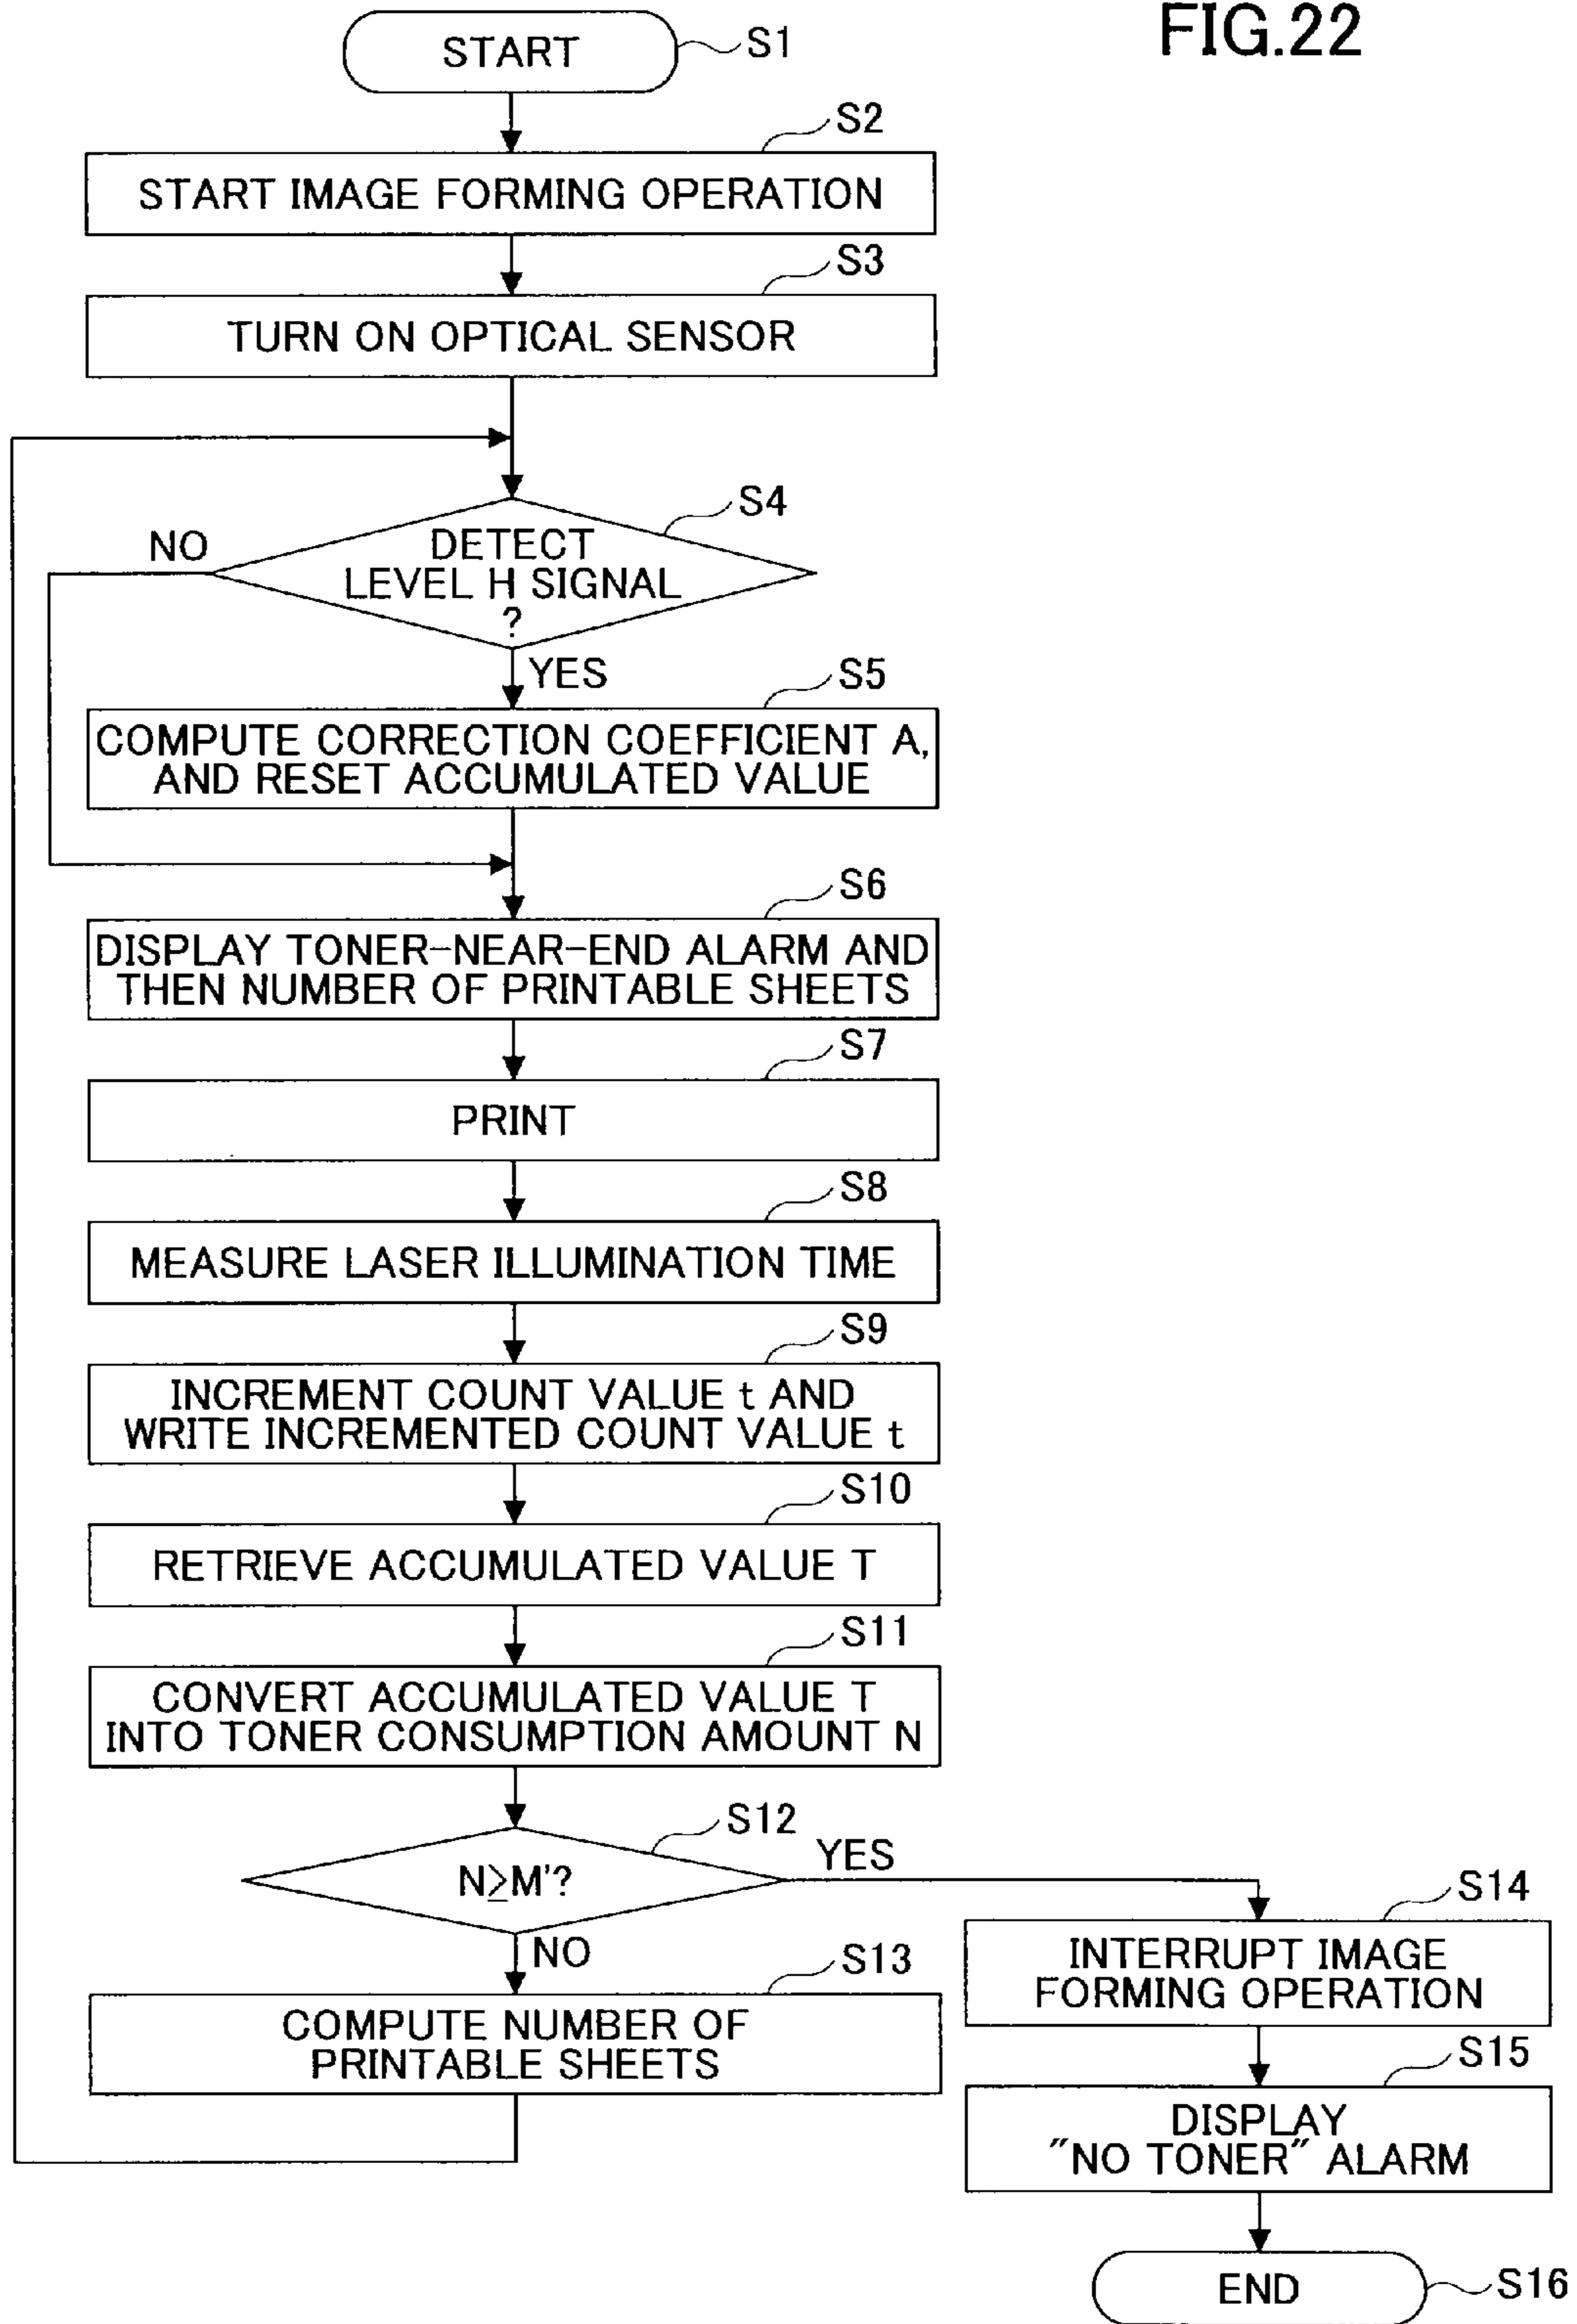 FIG.22
START
S1
S2
START IMAGE FORMING OPERATION
S3
TURN ON OPTICAL SENSOR
S4
NO
DETECT
LEVEL H SIGNAL
?
YES
S5
COMPUTE CORRECTION COEFFICIENT A,
AND RESET ACCUMULATED VALUE
S6
DISPLAY TONER-NEAR-END ALARM AND
THEN NUMBER OF PRINTABLE SHEETS
S7
PRINT
S8
MEASURE LASER ILLUMINATION TIME
S9
INCREMENT COUNT VALUE t AND
WRITE INCREMENTED COUNT VALUE t
S10
RETRIEVE ACCUMULATED VALUE T
S11
CONVERT ACCUMULATED VALUE T
INTO TONER CONSUMPTION AMOUNT N
S12
N≥M'?
YES
NO
S13
COMPUTE NUMBER OF
PRINTABLE SHEETS
S14
INTERRUPT IMAGE
FORMING OPERATION
S15
DISPLAY
"NO TONER" ALARM
END
S16